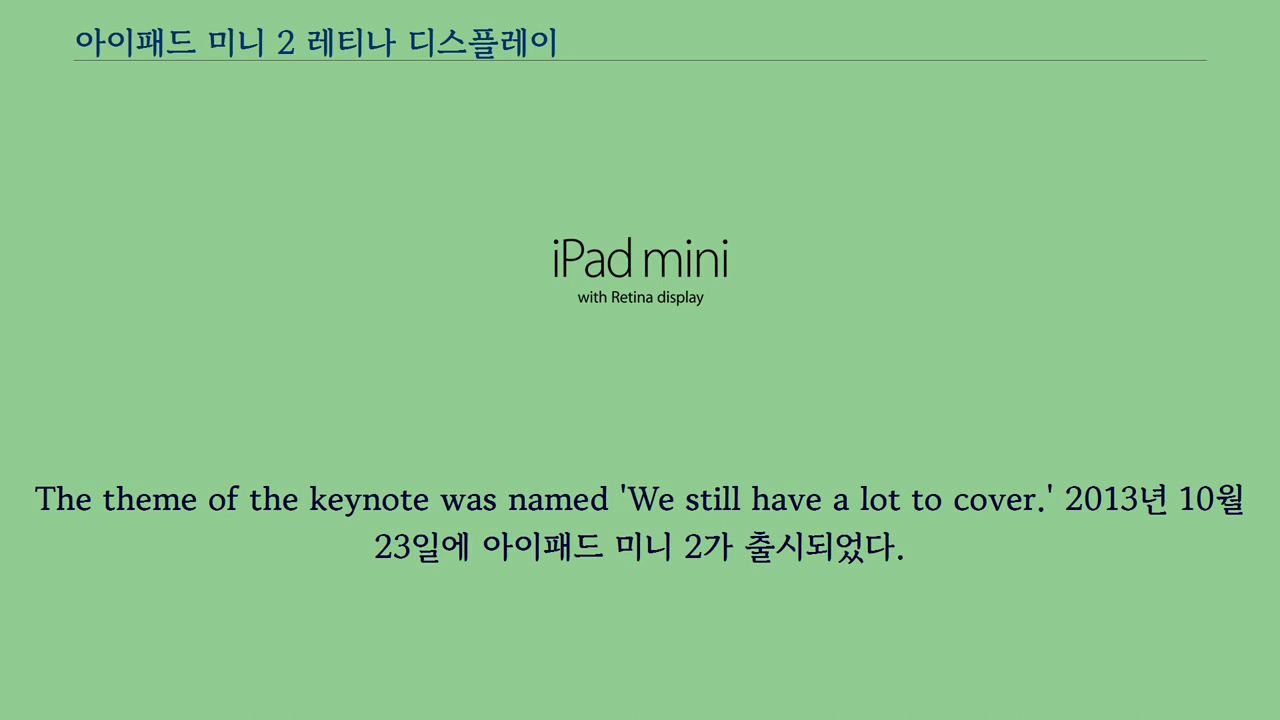 아이패드 미니 2 레티나 디스플레이
iPad mini
with Retina display
The theme of the keynote was named 'We still have a lot to cover.' 2013년 10월
23일에 아이패드 미니 2가 출시되었다.